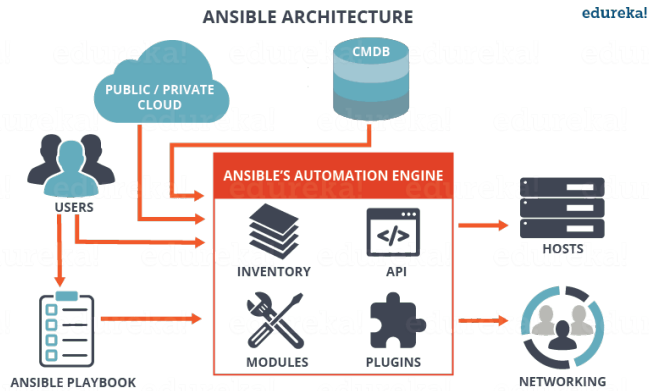 ANSIBLE ARCHITECTURE
edureka!
CMDB
PUBLIC / PRIVATE
CLOUD
ANSIBLE'S AUTOMATION ENGINE
edureka!
USERS
</>
HOSTS
INVENTORY
API
MODULES
PLUGINS
ANSIBLE PLAYBOOK
NETWORKING